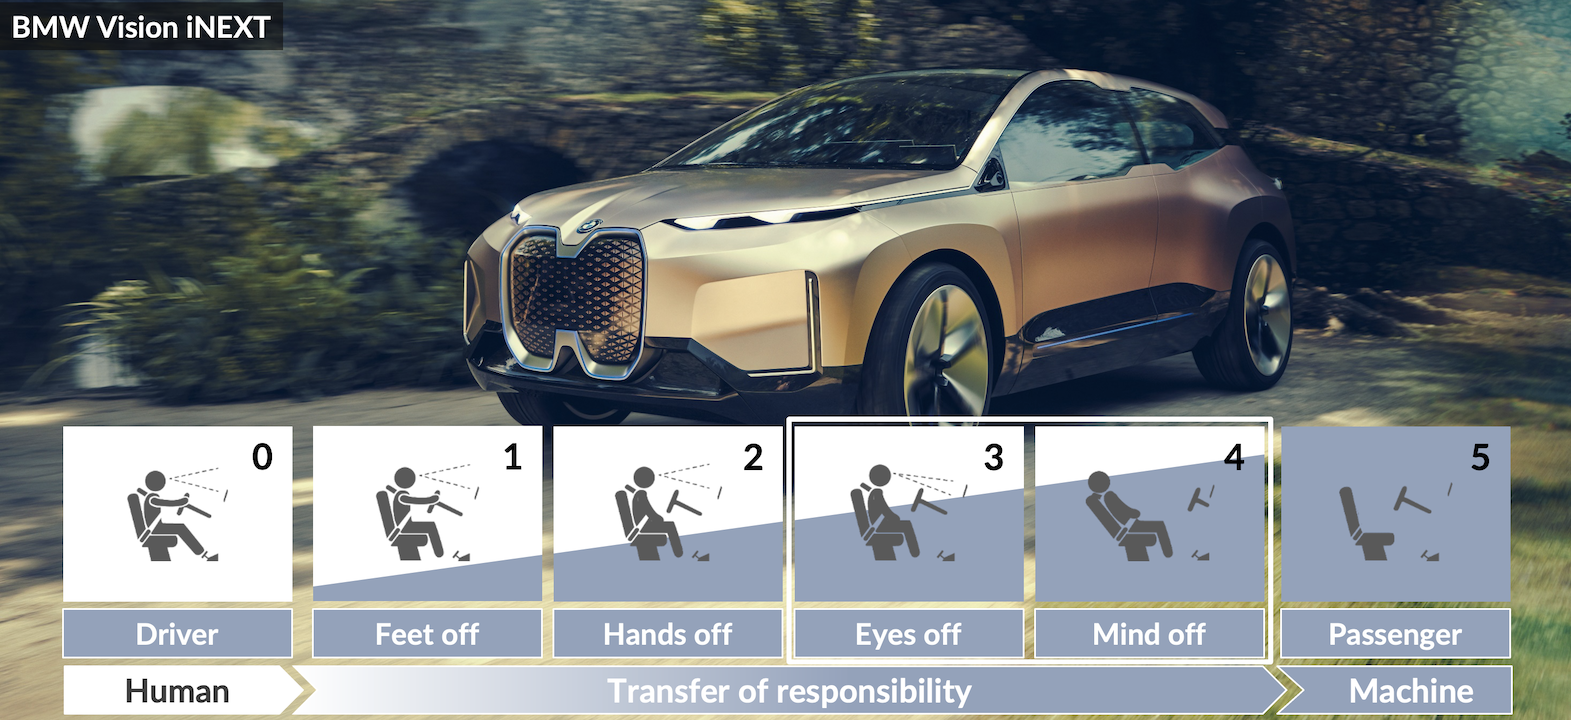 BMW Vision iNEXT
0
1
2
3
4
5
Driver
Feet off
Hands off
Eyes off
Mind off
Passenger
Human
Transfer of responsibility
Machine